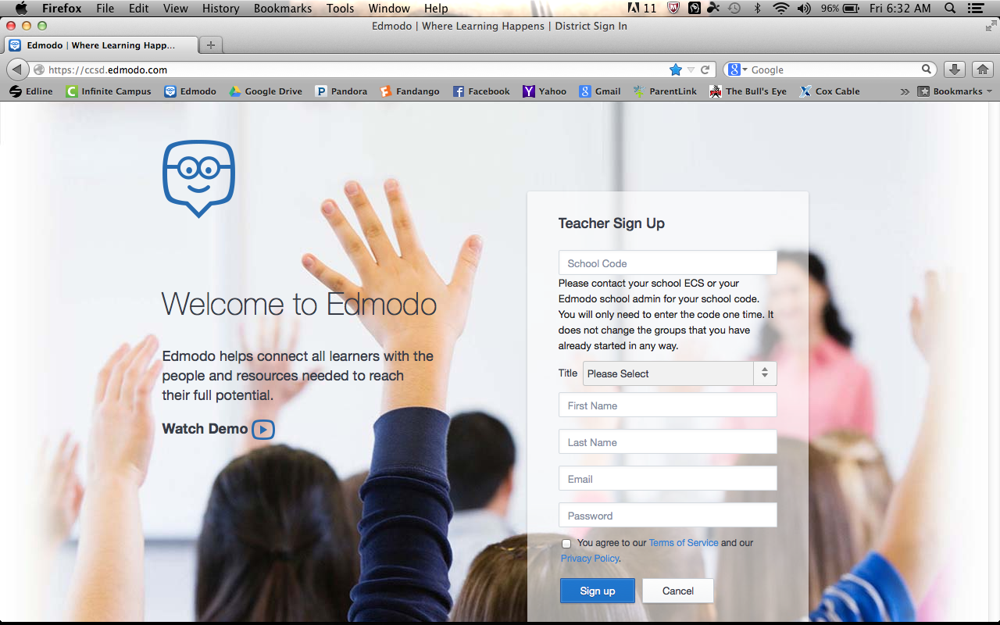 Firefox File Edit View History Bookmarks Tools Window Help 11 96% Fri 6:32 AM
Edmodo | Where Learning Happens | District Sign In
Edmodo | Where Learning Happ...
https://ccsd.edmodo.com Google
Edline Infinite Campus Edmodo Google Drive Pandora Fandango Facebook Yahoo Gmail ParentLink The Bull's Eye Cox Cable Bookmarks
Welcome to Edmodo
Edmodo helps connect all learners with the
people and resources needed to reach
their full potential.
Watch Demo
Teacher Sign Up
School Code
Please contact your school ECS or your
Edmodo school admin for your school code.
You will only need to enter the code one time. It
does not change the groups that you have
already started in any way.
Title Please Select
First Name
Last Name
Email
Password
You agree to our Terms of Service and our
Privacy Policy.
Sign up Cancel